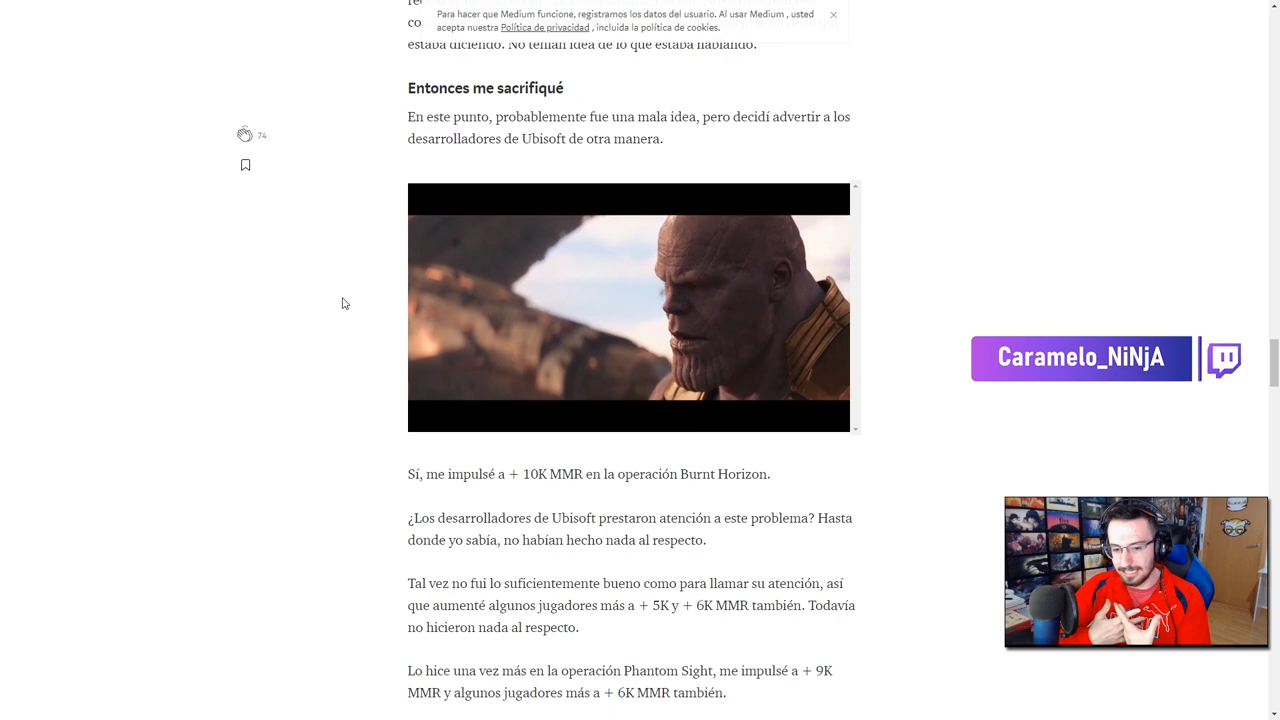 Para hacer que Medium funcione, registramos los datos del usuario. Al usar Medium , usted
acepta nuestra Política de privacidad , incluida la política de cookies.
co
estaba diciendo. No tenían idea de lo que estaba hablando.
Entonces me sacrifiqué
En este punto, probablemente fue una mala idea, pero decidí advertir a los
desarrolladores de Ubisoft de otra manera.
74
Caramelo_NiNjA
Sí, me impulsé a + 10K MMR en la operación Burnt Horizon.
¿Los desarrolladores de Ubisoft prestaron atención a este problema? Hasta
donde yo sabía, no habían hecho nada al respecto.
Tal vez no fui lo suficientemente bueno como para llamar su atención, así
que aumenté algunos jugadores más a + 5K y + 6K MMR también. Todavía
no hicieron nada al respecto.
Lo hice una vez más en la operación Phantom Sight, me impulsé a + 9K
MMR y algunos jugadores más a + 6K MMR también.